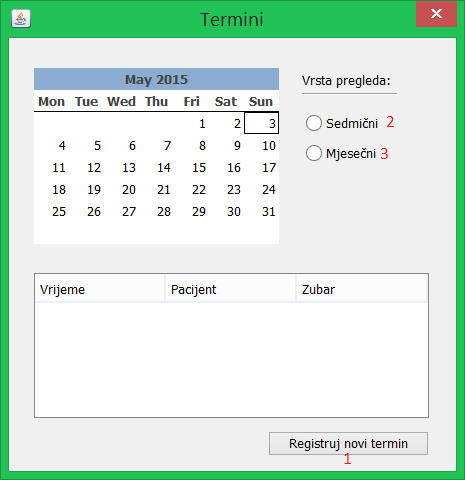 Termini
May 2015
Mon Tue Wed Thu Fri Sat Sun
1 2 3
4 5 6 7 8 9 10
11 12 13 14 15 16 17
18 19 20 21 22 23 24
25 26 27 28 29 30 31
Vrsta pregleda:
Sedmični 2
Mjesečni 3
Vrijeme Pacijent Zubar
Registruj novi termin
1